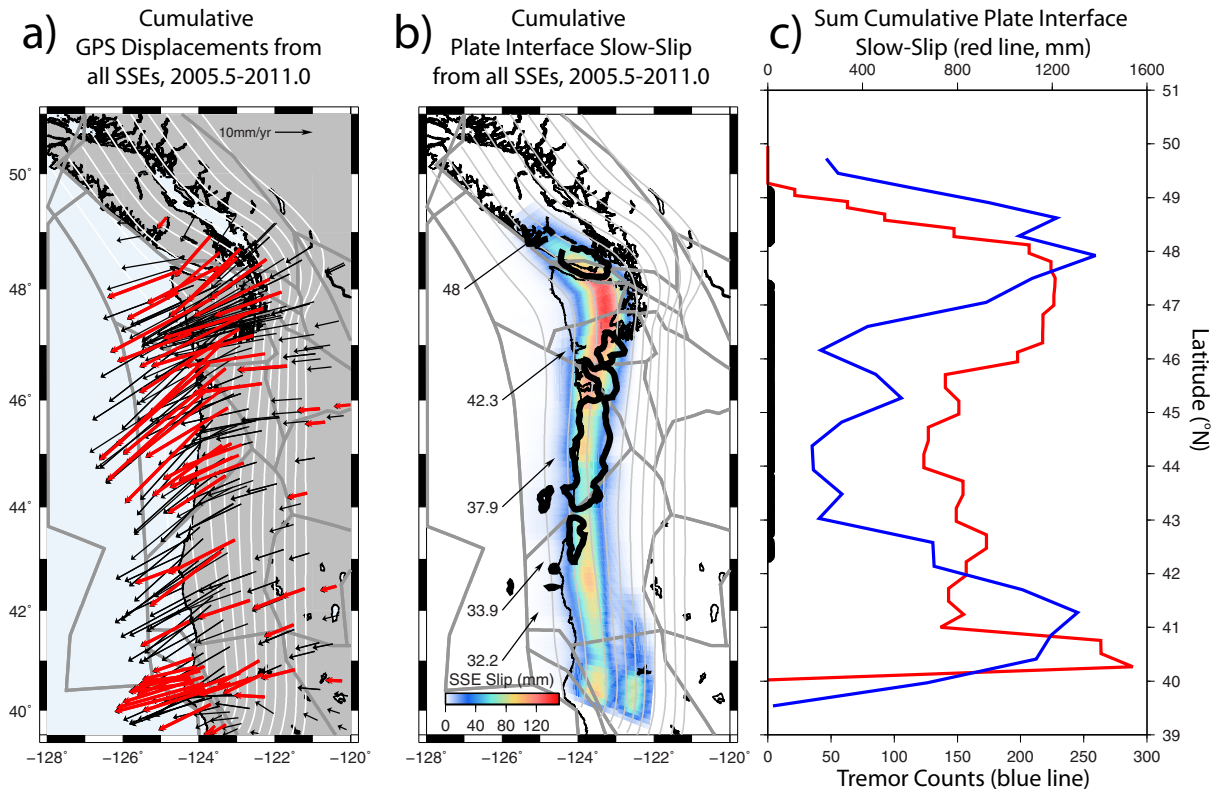 a)
Cumulative
GPS Displacements from
all SSEs, 2005.5-2011.0
10mm/yr
50°
48°
46°
44°
42°
40°
−128˚ −126˚ −124˚ −122˚ −120˚
b)
Cumulative
Plate Interface Slow-Slip
from all SSEs, 2005.5-2011.0
48
42.3
37.9
33.9
32.2
SSE Slip (mm)
0 40 80 120
−128˚ −126˚ −124˚ −122˚ −120˚
c)
Sum Cumulative Plate Interface
Slow-Slip (red line, mm)
0 400 800 1200 1600
51
50
49
48
47
46
45
44
43
42
41
40
39
Latitude (°N)
0 50 100 150 200 250 300
Tremor Counts (blue line)